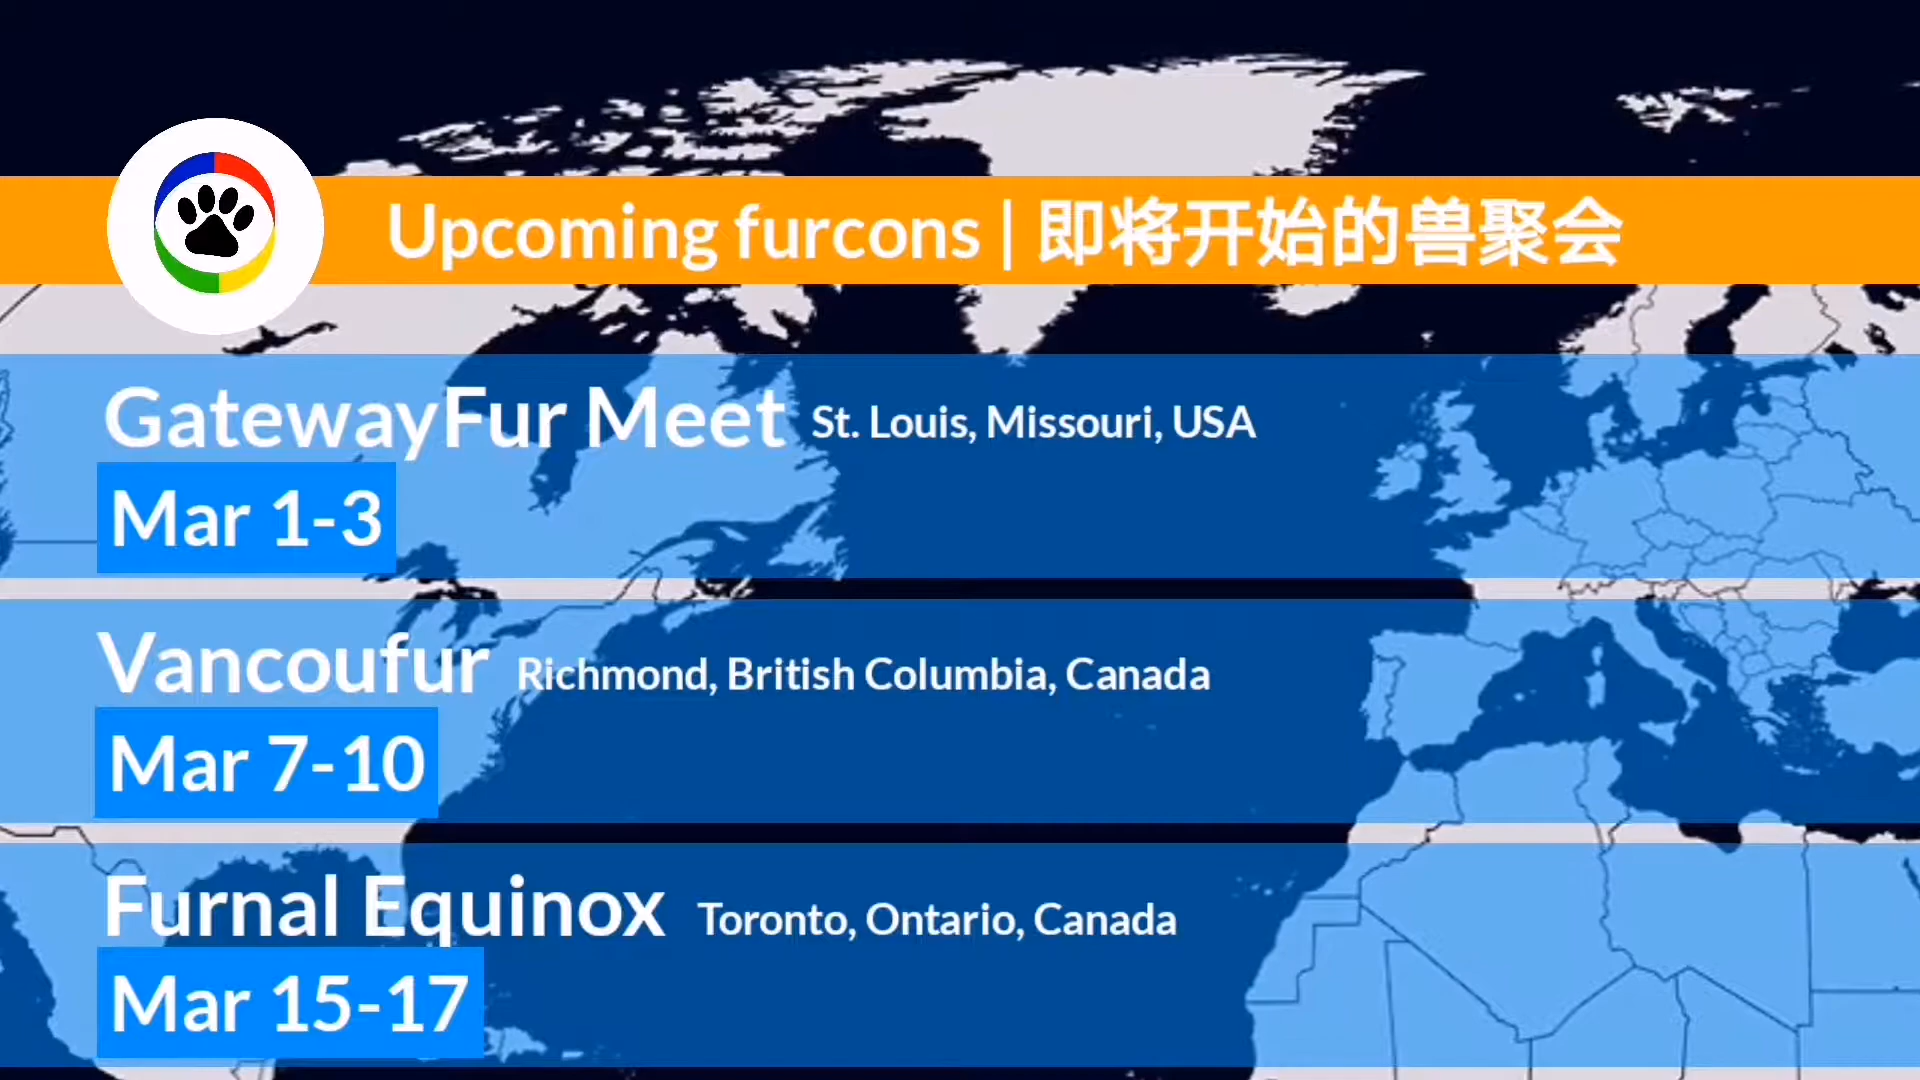 Upcoming furcons | 即将开始的兽聚会
GatewayFur Meet St. Louis, Missouri, USA
Mar 1-3
Vancoufur Richmond, British Columbia, Canada
Mar 7-10
Furnal Equinox Toronto, Ontario, Canada
Mar 15-17